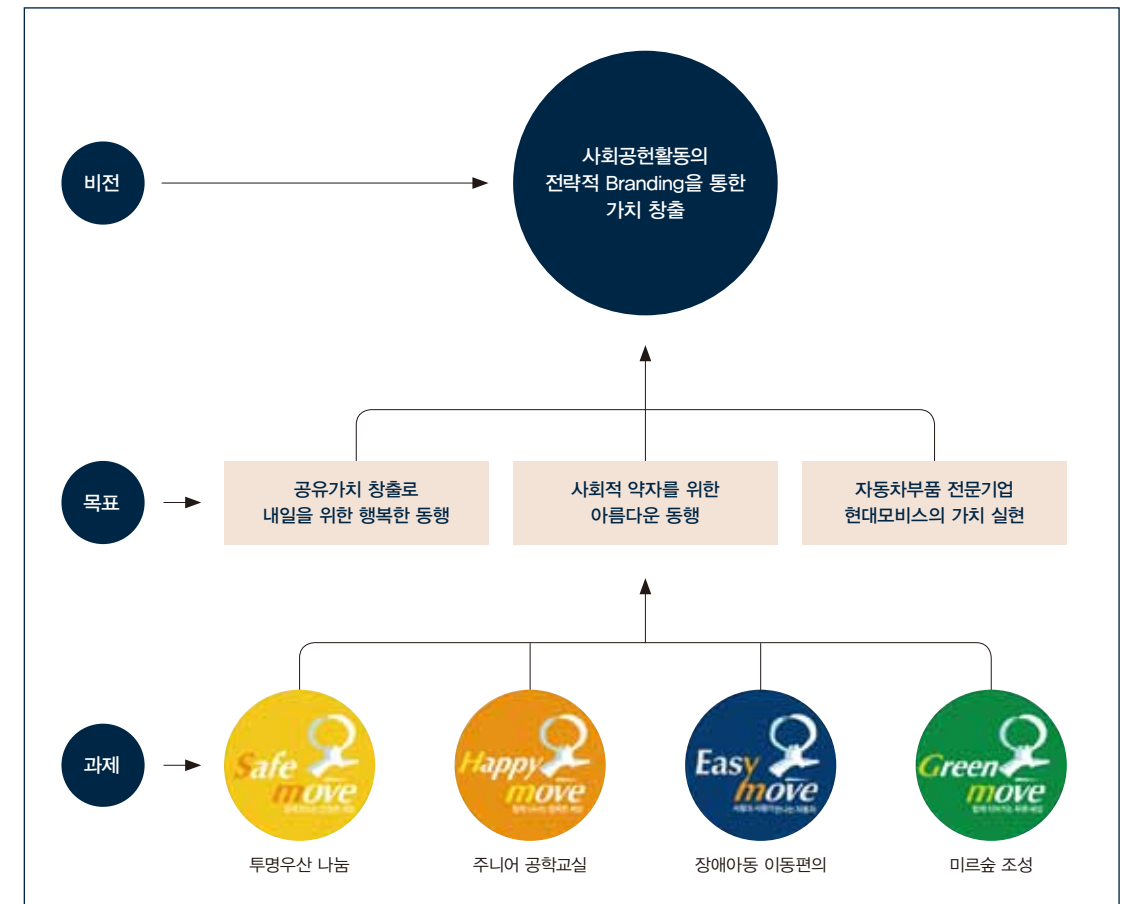 비전
사회공헌활동의
전략적 Branding을 통한
가치 창출
목표
공유가치 창출로
내일을 위한 행복한 동행
사회적 약자를 위한
아름다운 동행
자동차부품 전문기업
현대모비스의 가치 실현
과제
Safe
move
Happy
move
Easy
move
Green
move
투명우산 나눔
주니어 공학교실
장애아동 이동편의
미르숲 조성